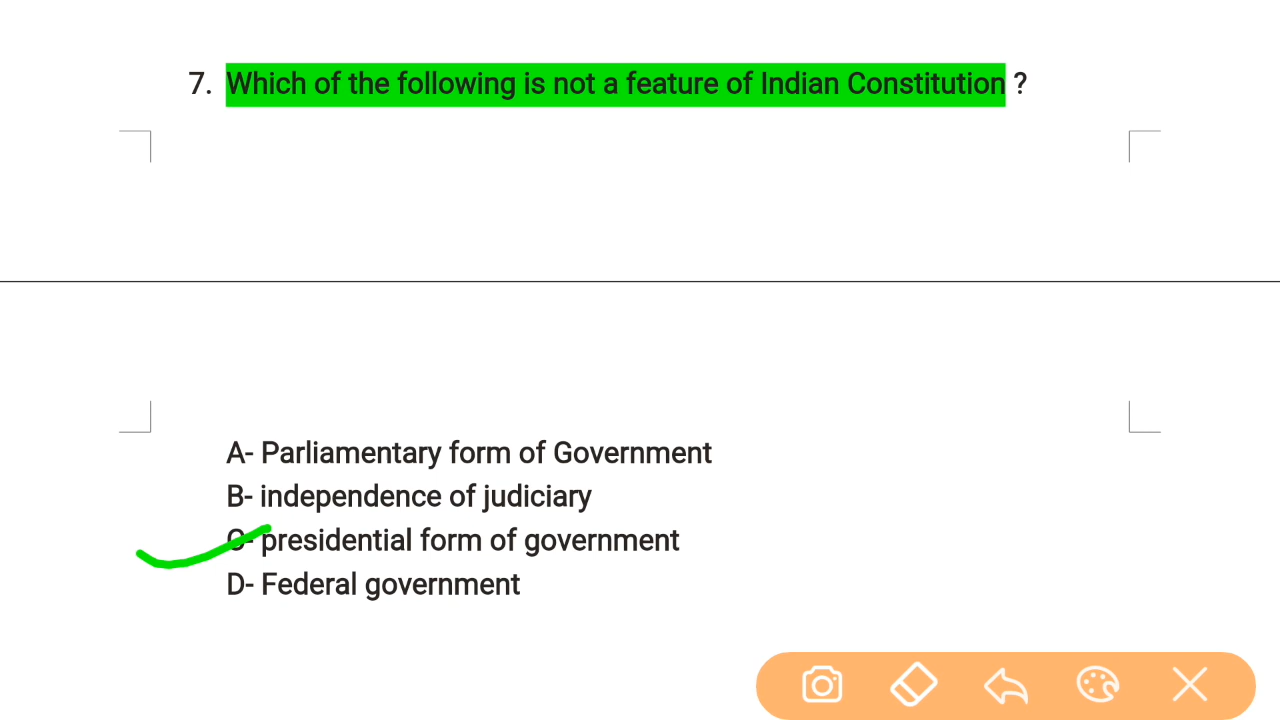 7. Which of the following is not a feature of Indian Constitution ?
A- Parliamentary form of Government
B- independence of judiciary
C- presidential form of government
D- Federal government